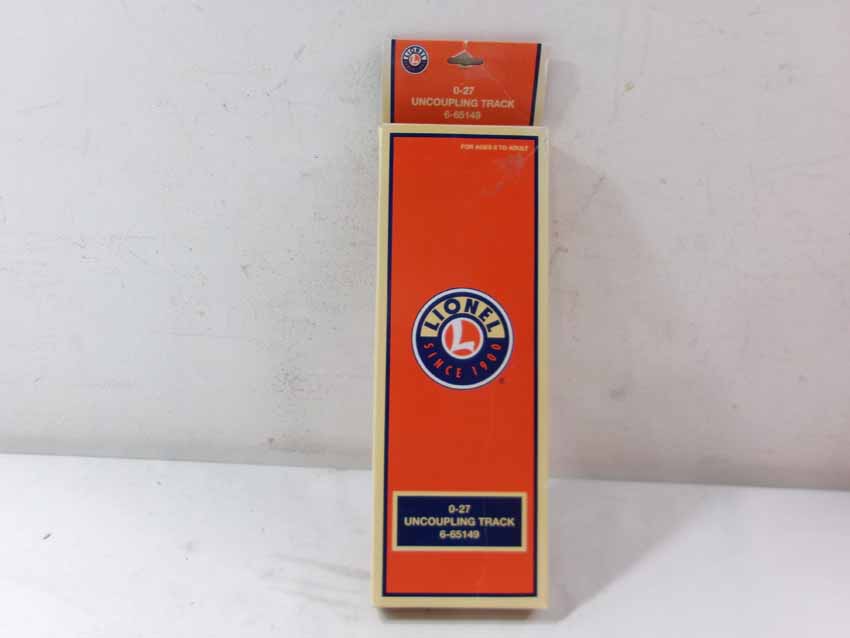 0-27
UNCOUPLING TRACK
6-65149
FOR AGES 8 TO ADULT
LIONEL
L
SINCE 1900
®
0-27
UNCOUPLING TRACK
6-65149